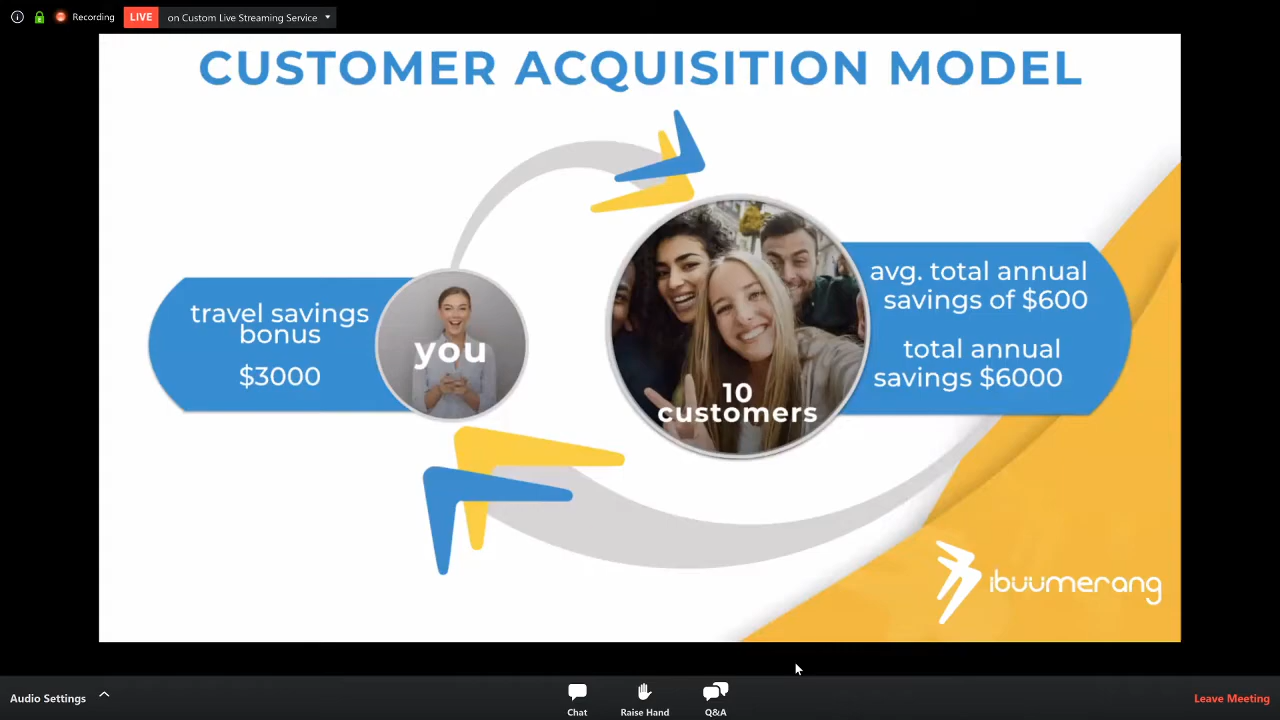 Recording
LIVE
on Custom Live Streaming Service
CUSTOMER ACQUISITION MODEL
travel savings
bonus
$3000
you
10
customers
avg. total annual
savings of $600
total annual
savings $6000
ibuumerang
Audio Settings
Chat
Raise Hand
Q&A
Leave Meeting